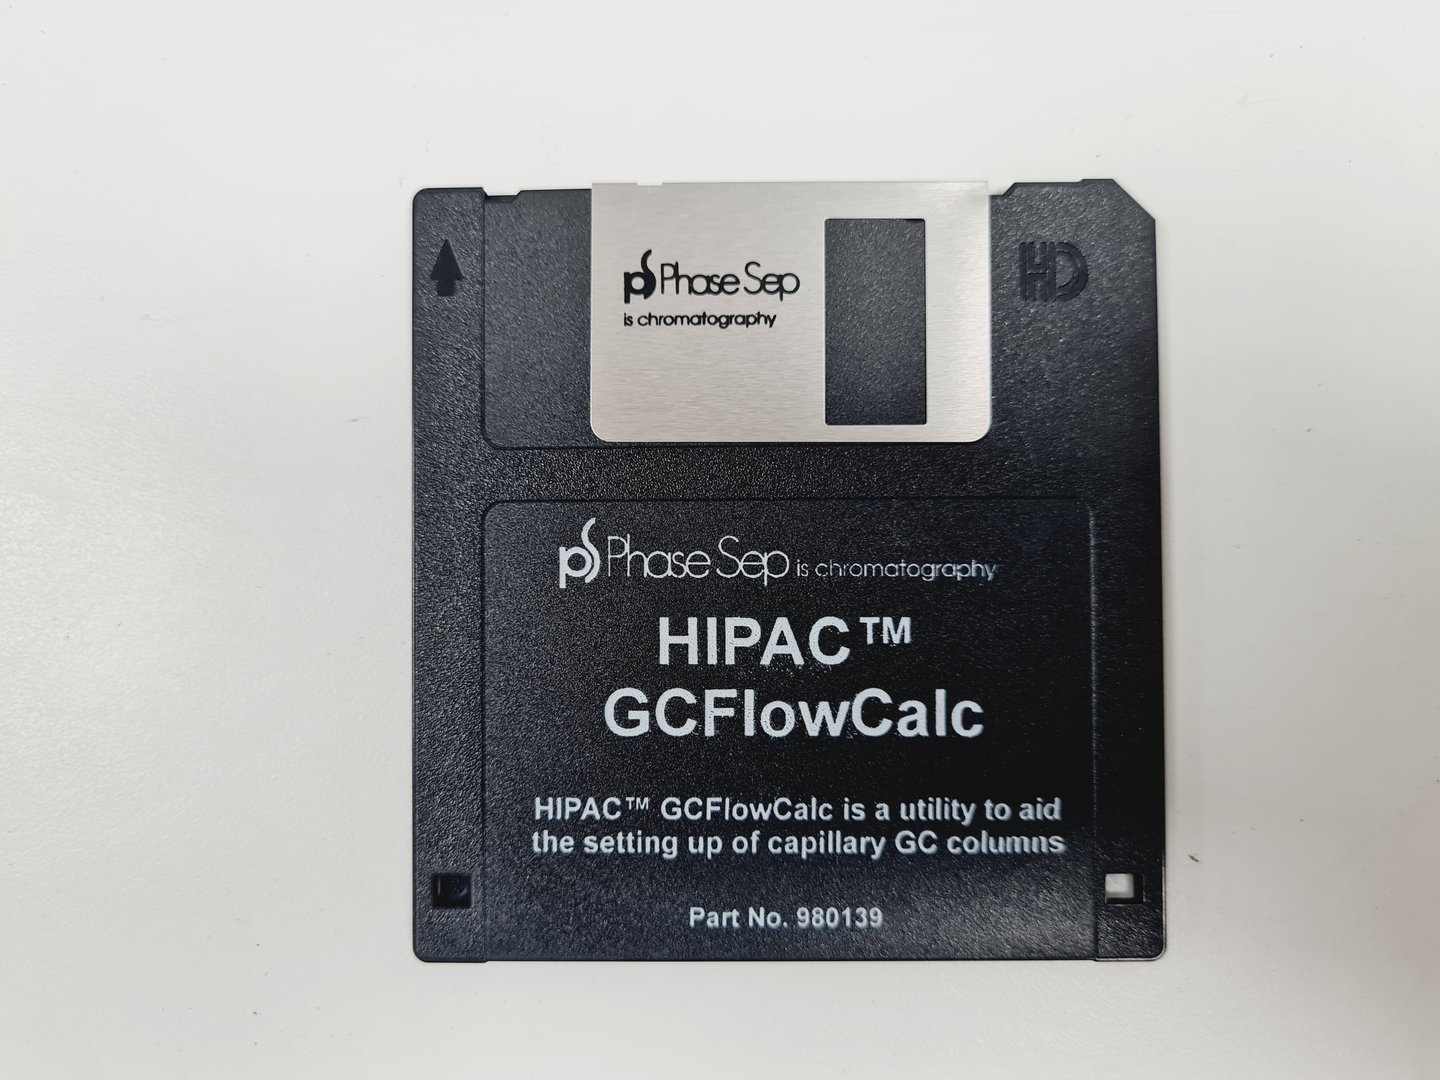 ps Phase Sep
is chromatography
HD
ps Phase Sep is chromatography
HIPAC™
GCFlowCalc
HIPAC™ GCFlowCalc is a utility to aid
the setting up of capillary GC columns
Part No. 980139